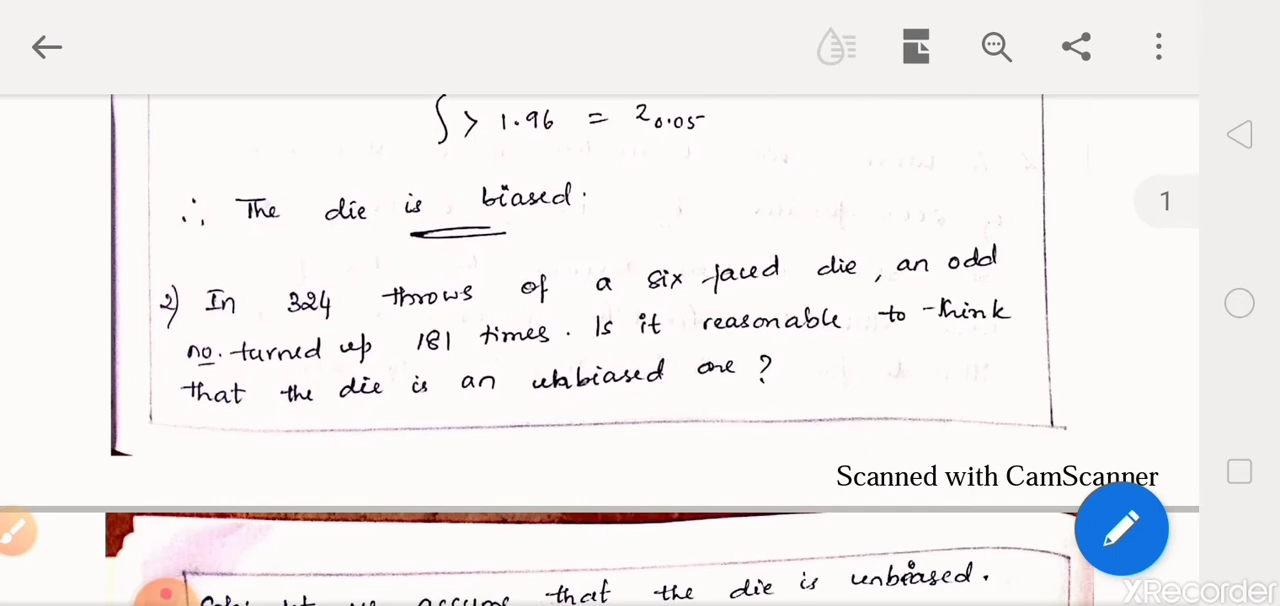 > 1.96 = z0.05
∴ The die is biased.
2) In 324 throws of a six faced die, an odd
no. turned up 181 times. Is it reasonable to think
that the die is an unbiased one?
Scanned with CamScanner
that the die is unbiased.
1
XRecorder